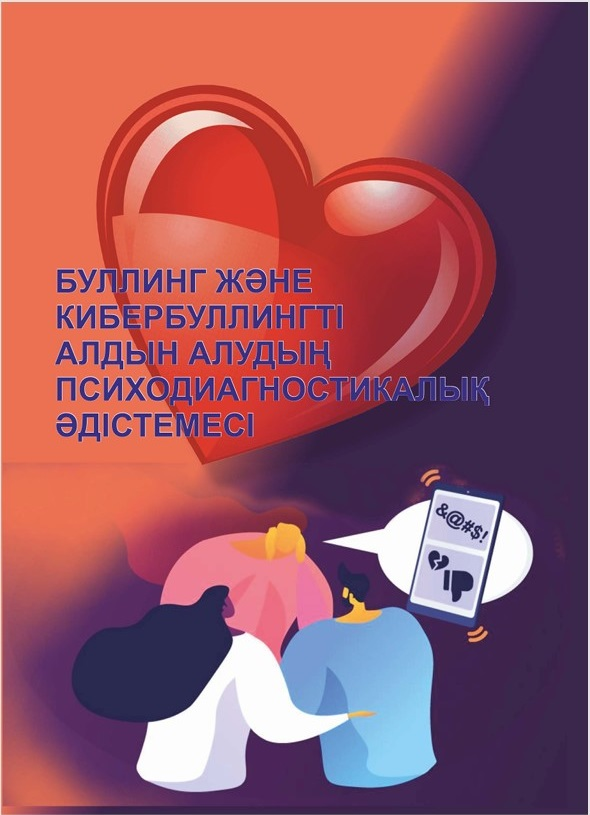 БУЛЛИНГ ЖӘНЕ
КИБЕРБУЛЛИНГТІ
АЛДЫН АЛУДЫҢ
ПСИХОДИАГНОСТИКАЛЫҚ
ӘДІСТЕМЕСІ
&@#$!